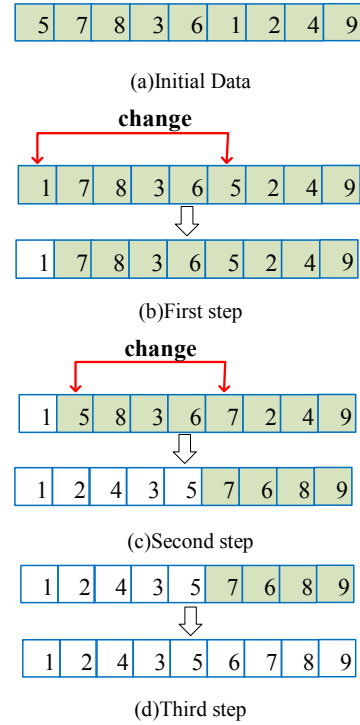 5 7 8 3 6 1 2 4 9
(a)Initial Data
change
1 7 8 3 6 5 2 4 9
1 7 8 3 6 5 2 4 9
(b)First step
change
1 5 8 3 6 7 2 4 9
1 2 4 3 5 7 6 8 9
(c)Second step
1 2 4 3 5 7 6 8 9
1 2 4 3 5 6 7 8 9
(d)Third step